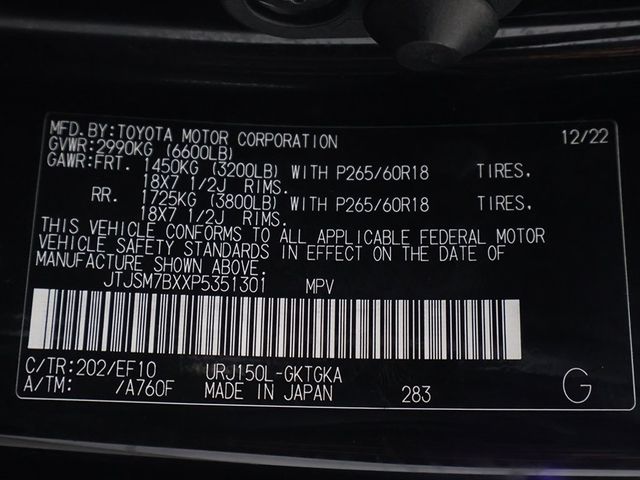 MFD.BY:TOYOTA MOTOR CORPORATION 12/22
GVWR:2990KG (6600LB)
GAWR:FRT. 1450KG (3200LB) WITH P265/60R18 TIRES,
18X7 1/2J RIMS.
RR. 1725KG (3800LB) WITH P265/60R18 TIRES,
18X7 1/2J RIMS.
THIS VEHICLE CONFORMS TO ALL APPLICABLE FEDERAL MOTOR
VEHICLE SAFETY STANDARDS IN EFFECT ON THE DATE OF
MANUFACTURE SHOWN ABOVE.
JTJSM7BXXP5351301 MPV
C/TR:202/EF10 URJ150L-GKTGKA
A/TM: /A760F MADE IN JAPAN 283 G